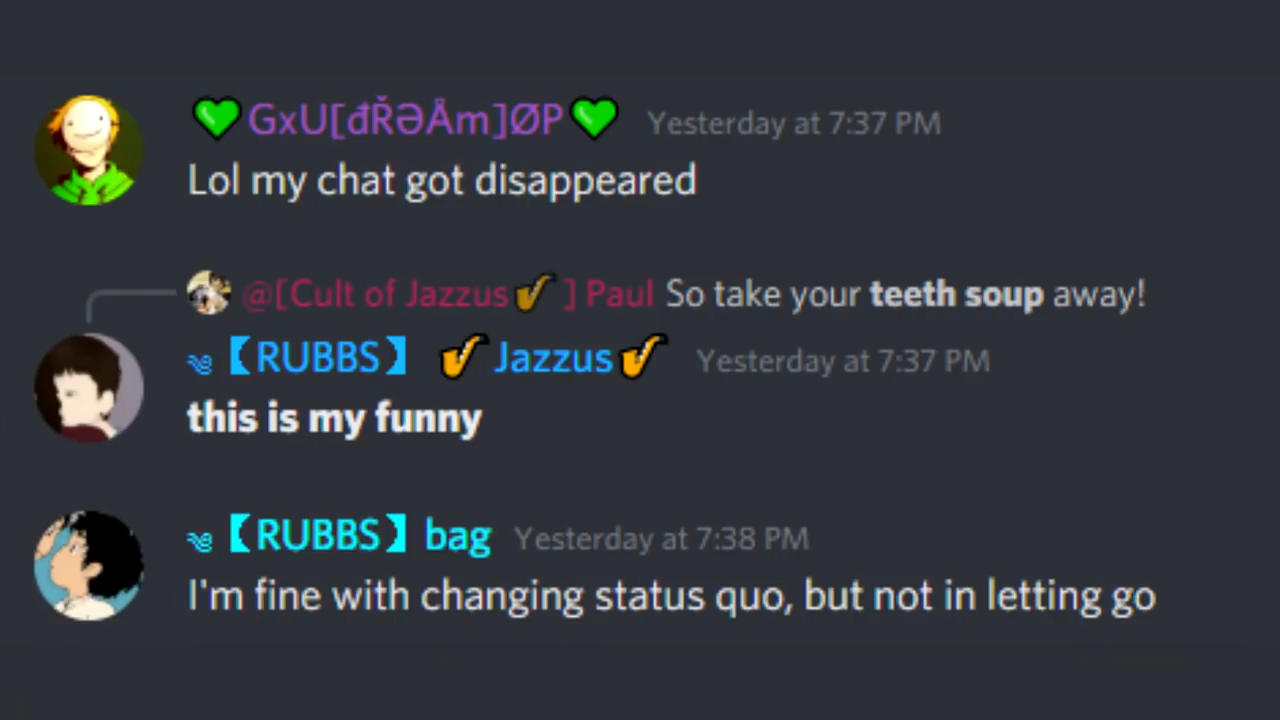 💚GxU[đŘƏÅm]ØP💚 Yesterday at 7:37 PM
Lol my chat got disappeared
@[Cult of Jazzus🎷] Paul So take your teeth soup away!
༄【RUBBS】 🎷Jazzus🎷 Yesterday at 7:37 PM
this is my funny
༄【RUBBS】 bag Yesterday at 7:38 PM
I'm fine with changing status quo, but not in letting go